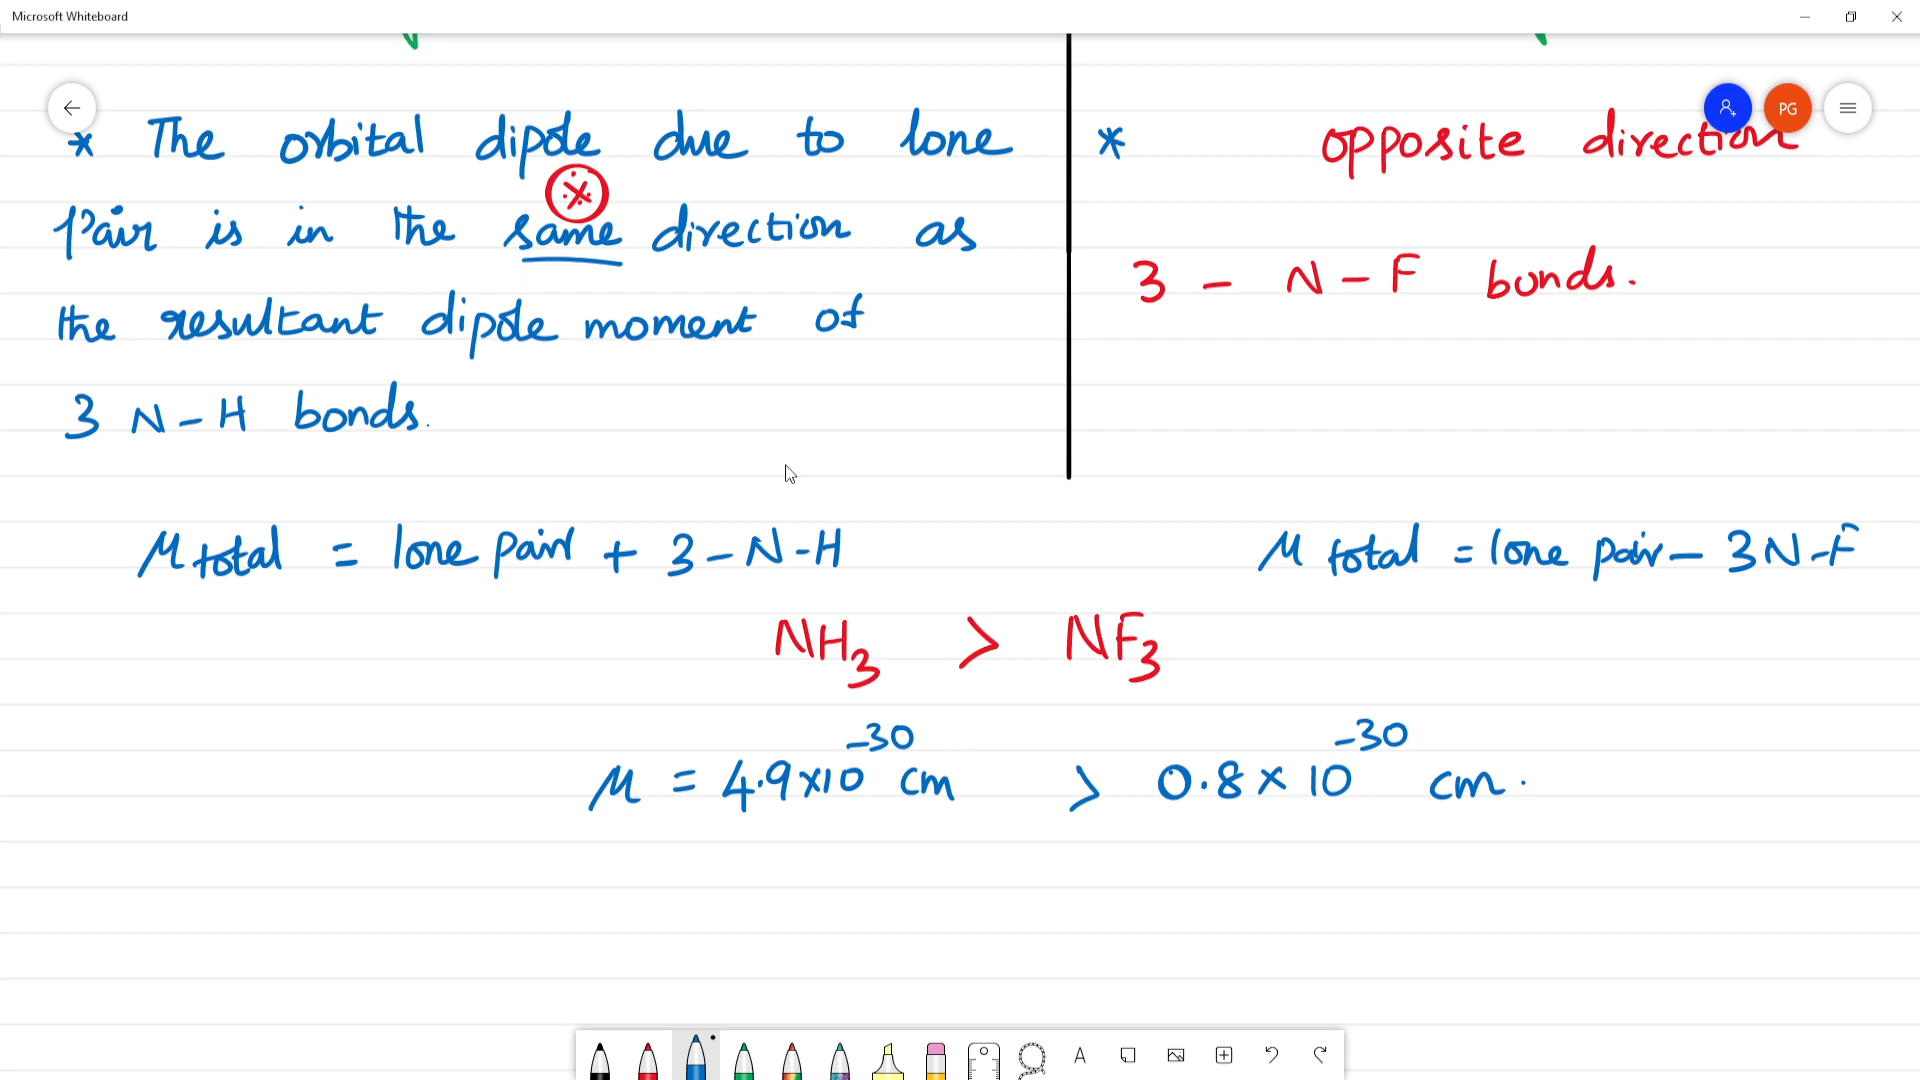 Microsoft Whiteboard
PG
* The orbital dipole due to lone
pair is in the same direction as
the resultant dipole moment of
3 N-H bonds.
* opposite direction
3 - N-F bonds.
μ total = lone pair + 3-N-H
μ total = lone pair - 3N-F
NH₃ > NF₃
μ = 4.9×10⁻³⁰ cm > 0.8×10⁻³⁰ cm.
A